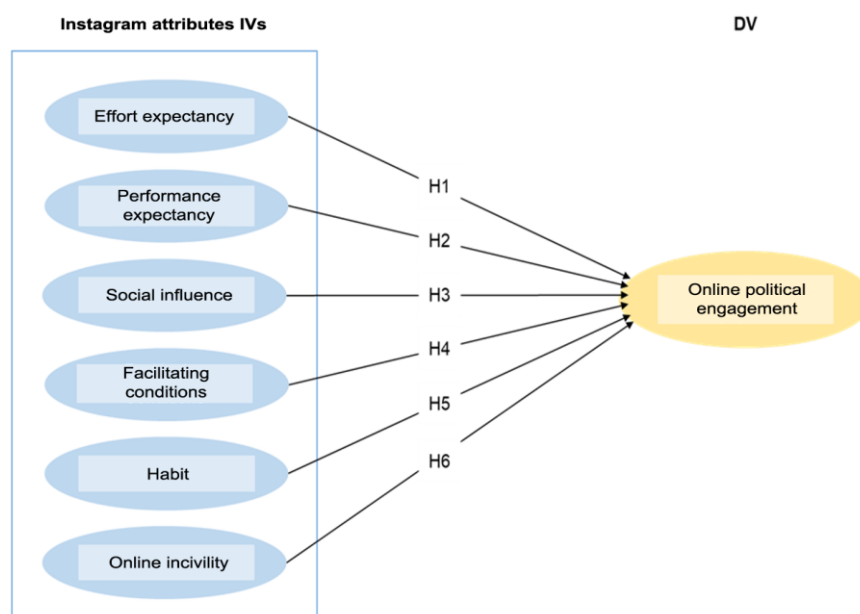 Instagram attributes IVs
DV
Effort expectancy
H1
Performance
expectancy
H2
Social influence
H3
Online political
engagement
Facilitating
conditions
H4
Habit
H5
Online incivility
H6